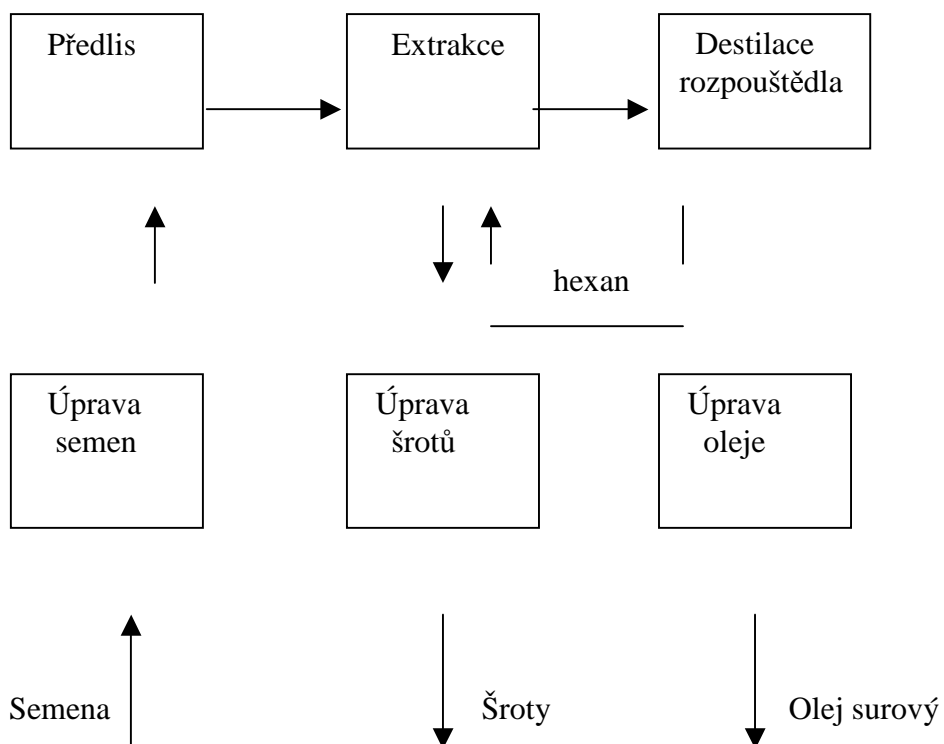 Předlis
Extrakce
Destilace
rozpouštědla
hexan
Úprava
semen
Úprava
šrotů
Úprava
oleje
Semena
Šroty
Olej surový